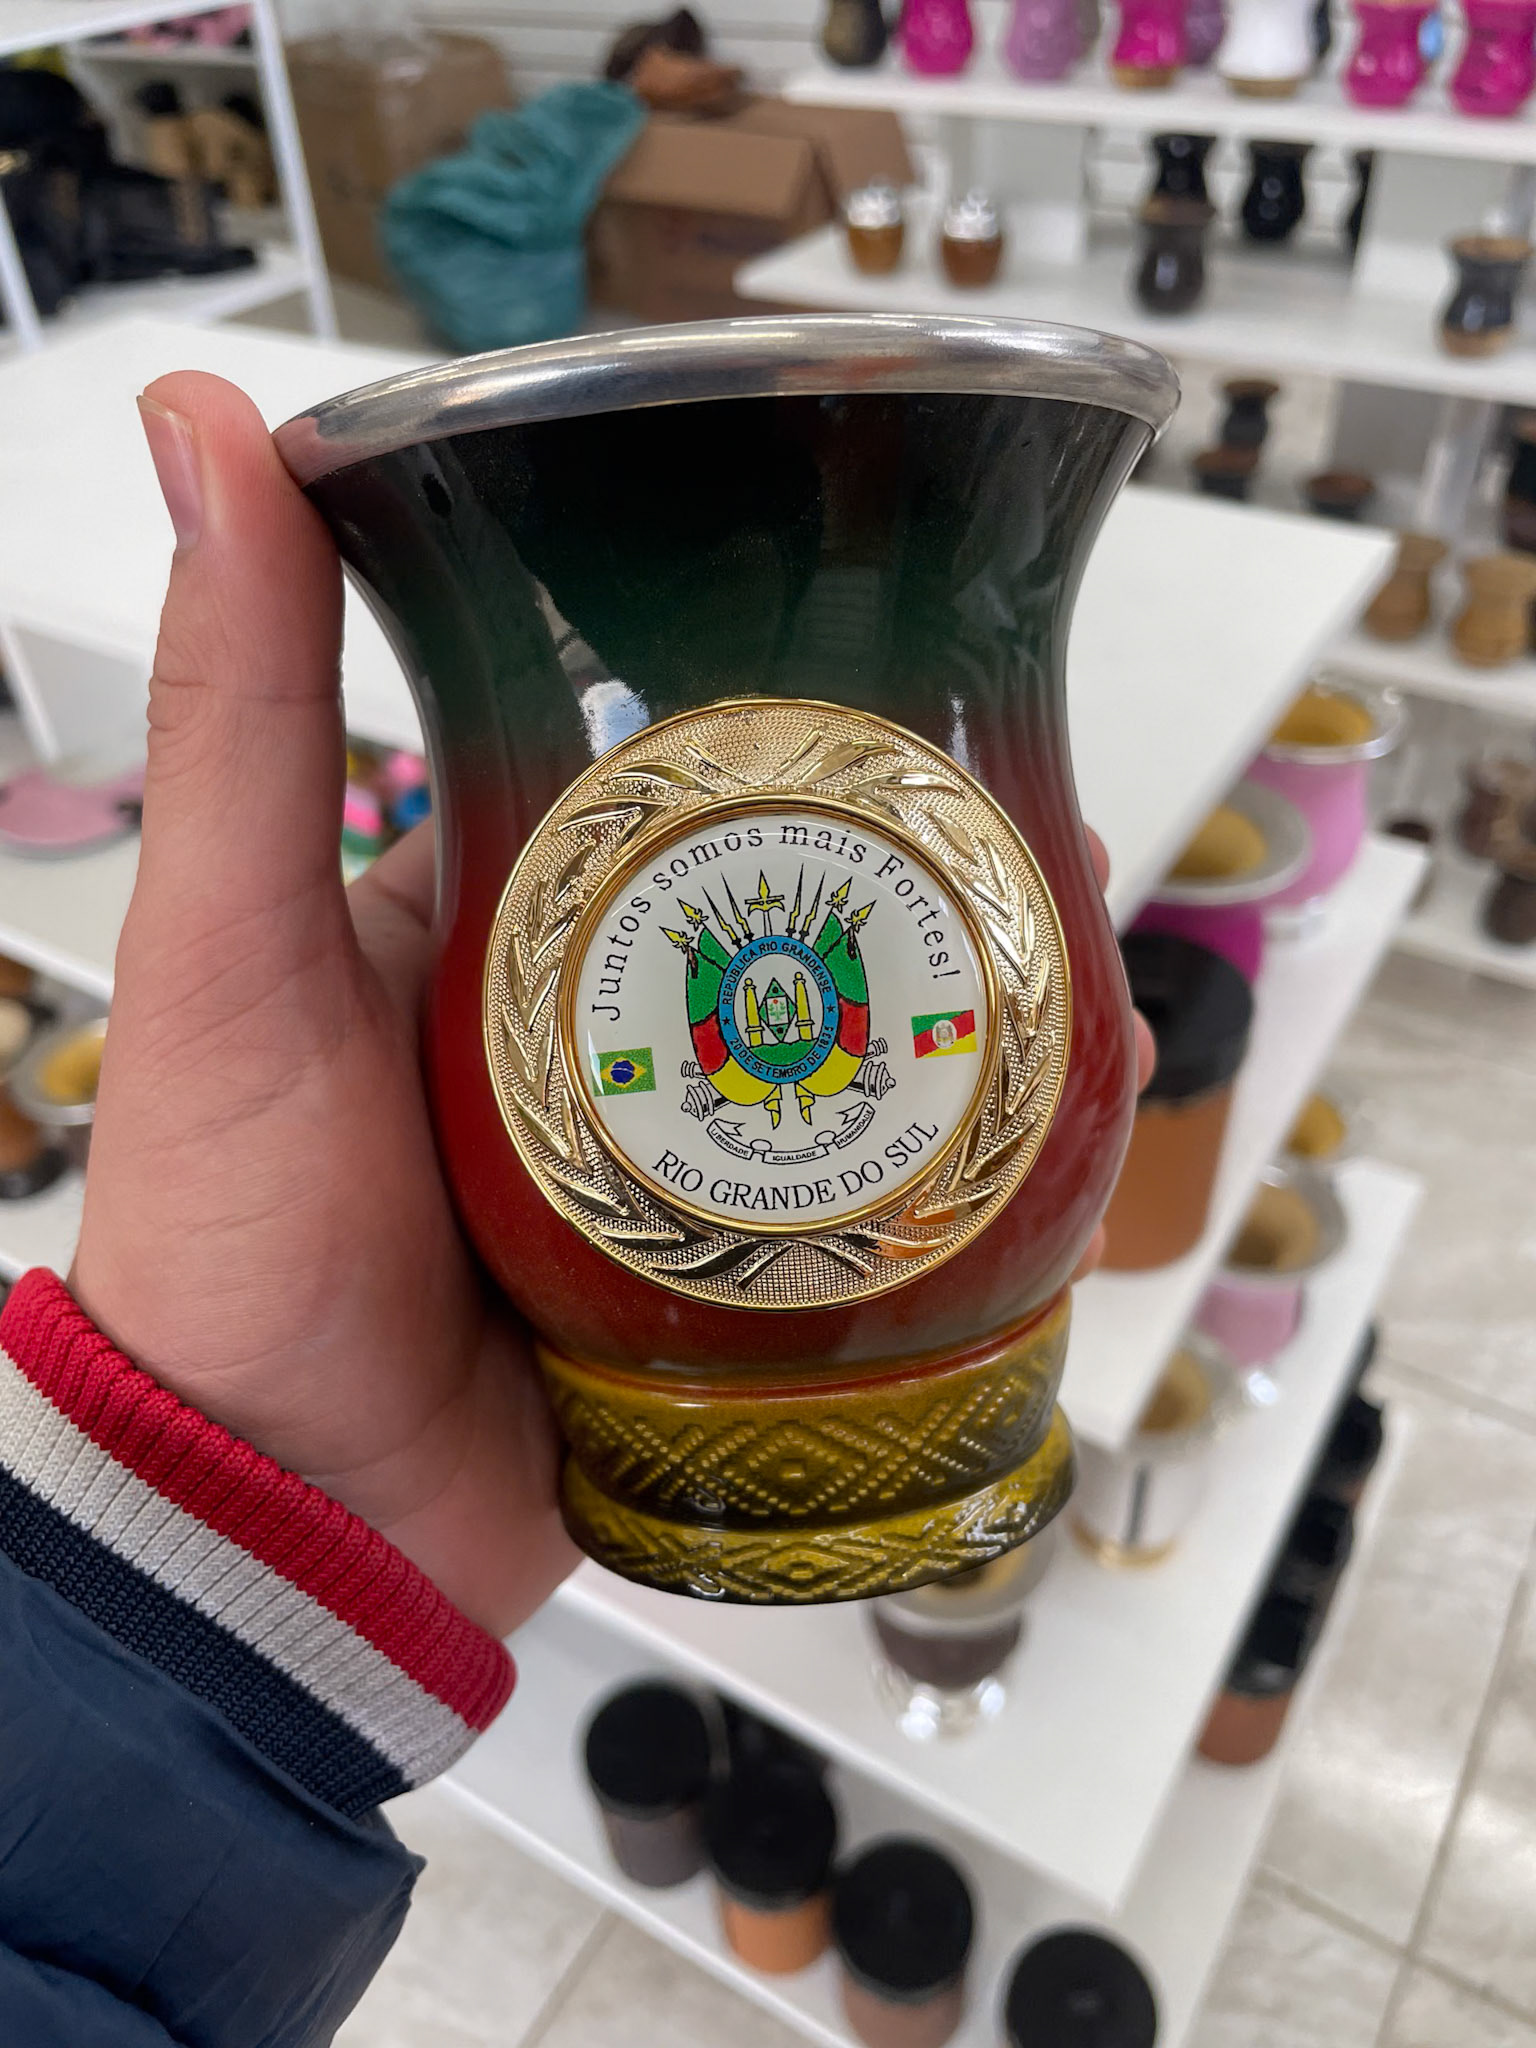 Juntos somos mais Fortes!
REPÚBLICA RIO GRANDENSE
★ 20 DE SETEMBRO DE 1835 ★
LIBERDADE IGUALDADE HUMANIDADE
RIO GRANDE DO SUL